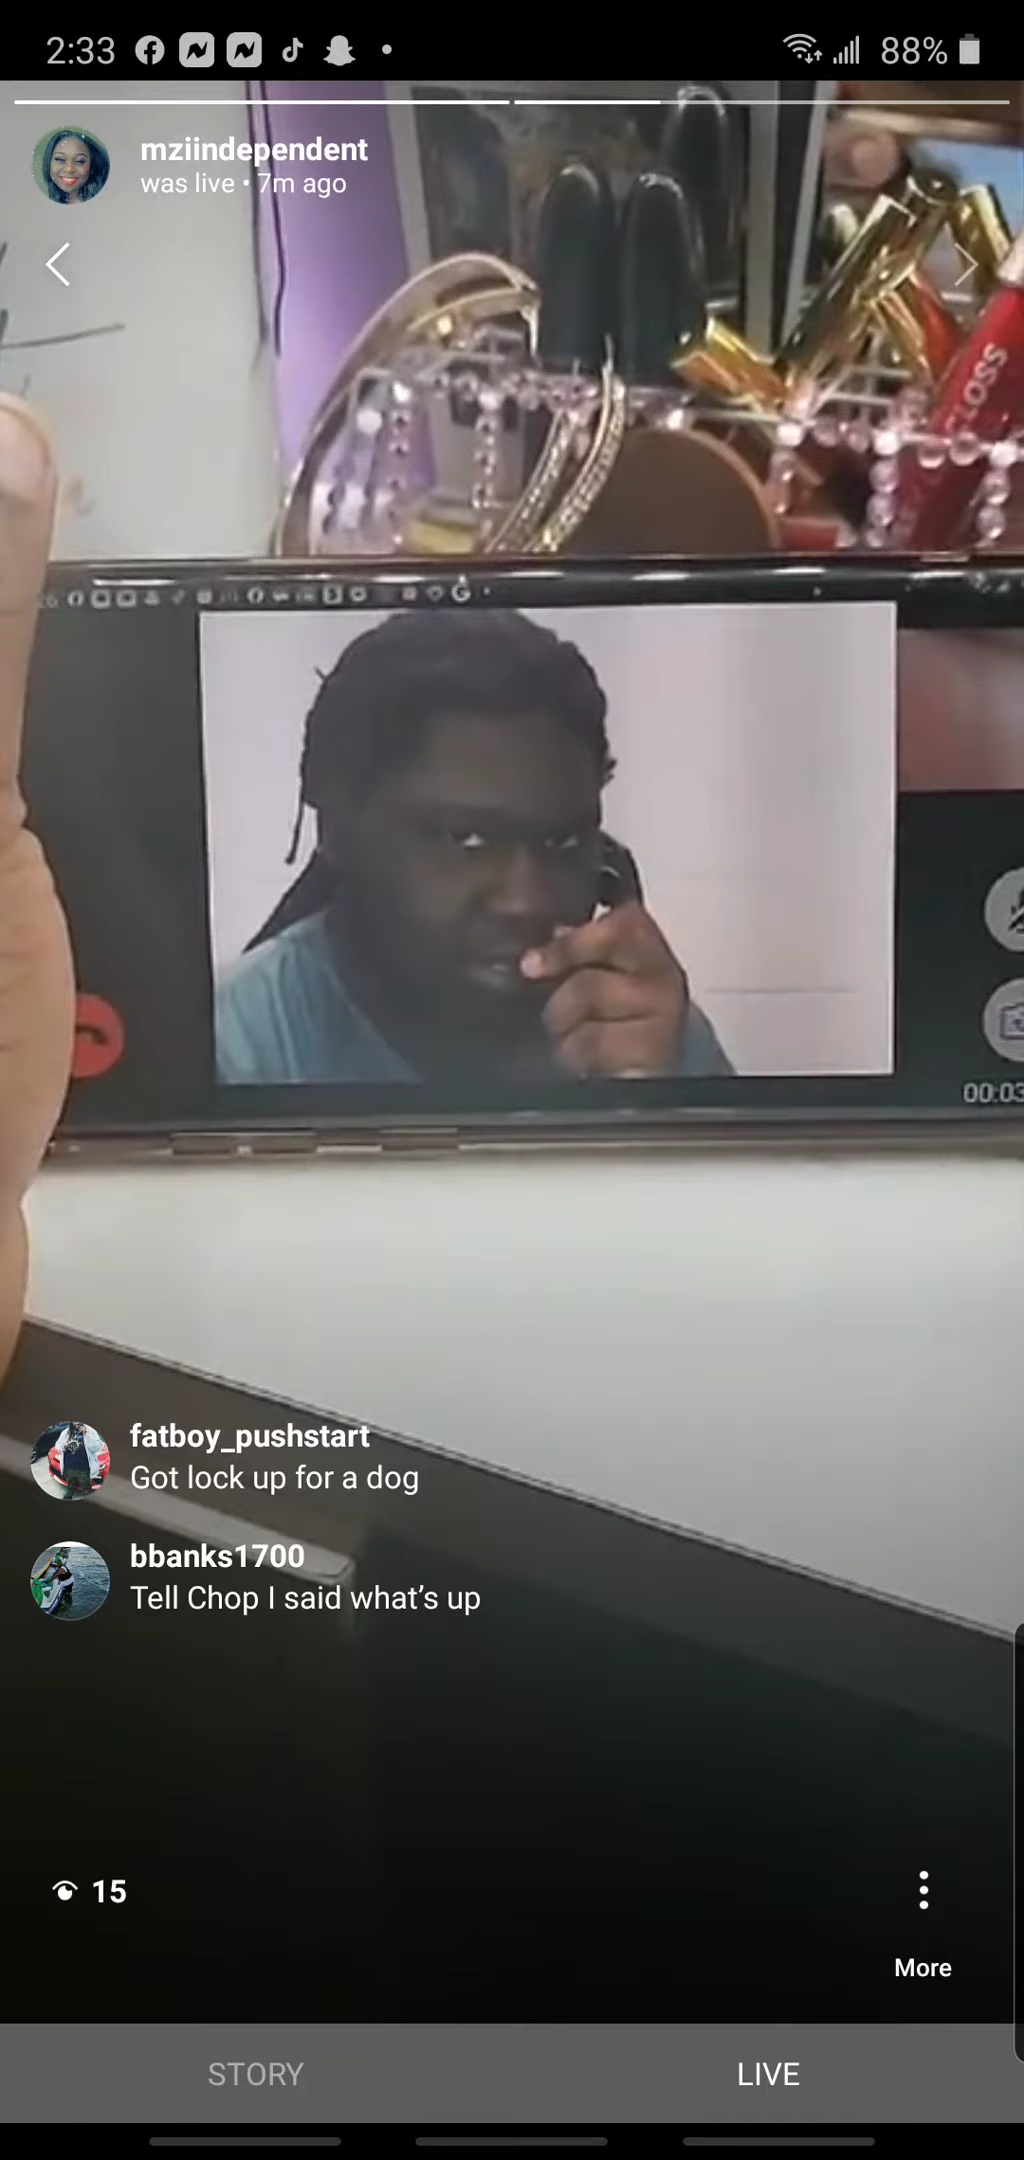 2:33
88%
mziindependent
was live • 7m ago
LOSS
00:03
fatboy_pushstart
Got lock up for a dog
bbanks1700
Tell Chop I said what's up
15
More
STORY
LIVE